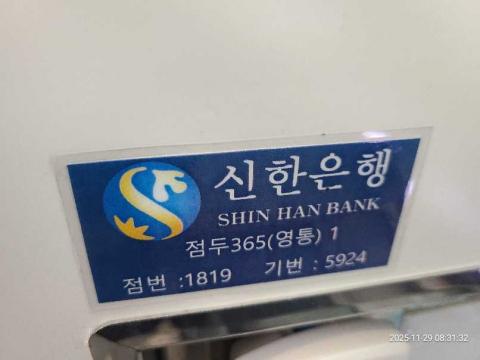 신한은행
SHIN HAN BANK
점두365(영통) 1
점번 :1819 기번 : 5924
2025-11-29 08:31:32